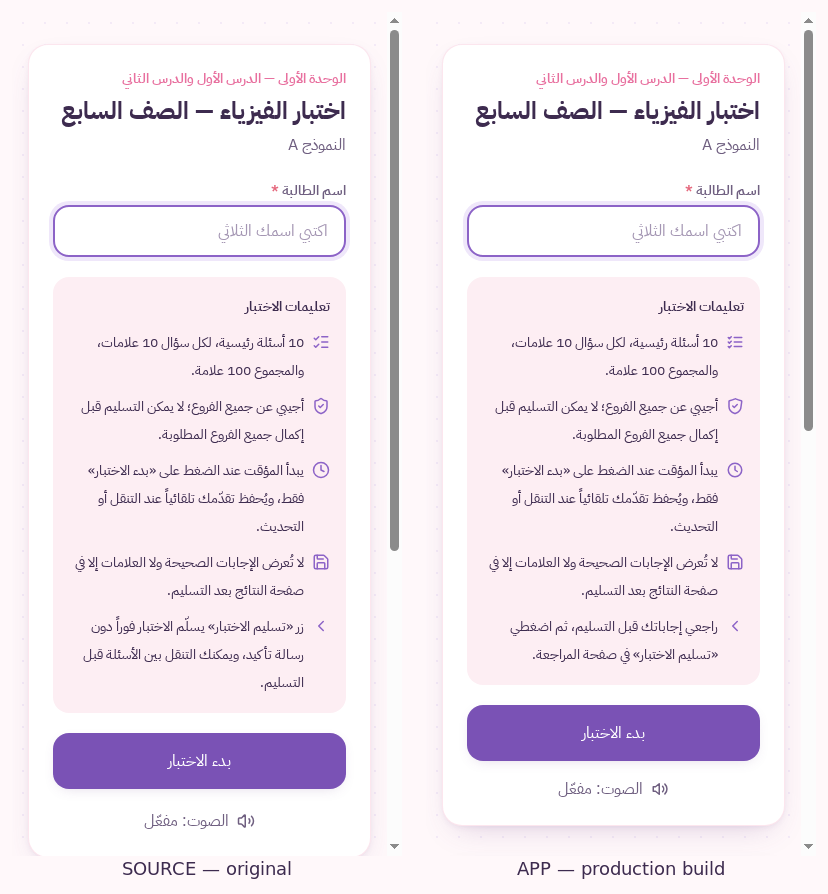 الوحدة الأولى — الدرس الأول والدرس الثاني
اختبار الفيزياء — الصف السابع
النموذج A
اسم الطالبة *
اكتبي اسمك الثلاثي
تعليمات الاختبار
10 أسئلة رئيسية، لكل سؤال 10 علامات،
والمجموع 100 علامة.
أجيبي عن جميع الفروع؛ لا يمكن التسليم قبل
إكمال جميع الفروع المطلوبة.
يبدأ المؤقت عند الضغط على «بدء الاختبار»
فقط، ويُحفظ تقدّمك تلقائياً عند التنقل أو
التحديث.
لا تُعرض الإجابات الصحيحة ولا العلامات إلا في
صفحة النتائج بعد التسليم.
زر «تسليم الاختبار» يسلّم الاختبار فوراً دون
رسالة تأكيد، ويمكنك التنقل بين الأسئلة قبل
التسليم.
بدء الاختبار
الصوت: مفعّل
SOURCE — original
الوحدة الأولى — الدرس الأول والدرس الثاني
اختبار الفيزياء — الصف السابع
النموذج A
اسم الطالبة *
اكتبي اسمك الثلاثي
تعليمات الاختبار
10 أسئلة رئيسية، لكل سؤال 10 علامات،
والمجموع 100 علامة.
أجيبي عن جميع الفروع؛ لا يمكن التسليم قبل
إكمال جميع الفروع المطلوبة.
يبدأ المؤقت عند الضغط على «بدء الاختبار»
فقط، ويُحفظ تقدّمك تلقائياً عند التنقل أو
التحديث.
لا تُعرض الإجابات الصحيحة ولا العلامات إلا في
صفحة النتائج بعد التسليم.
راجعي إجاباتك قبل التسليم، ثم اضغطي
«تسليم الاختبار» في صفحة المراجعة.
بدء الاختبار
الصوت: مفعّل
APP — production build